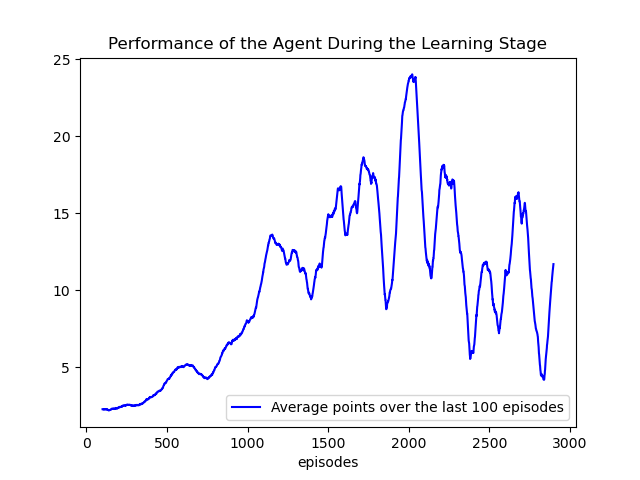 Performance of the Agent During the Learning Stage
25
20
15
10
5
Average points over the last 100 episodes
0 500 1000 1500 2000 2500 3000
episodes